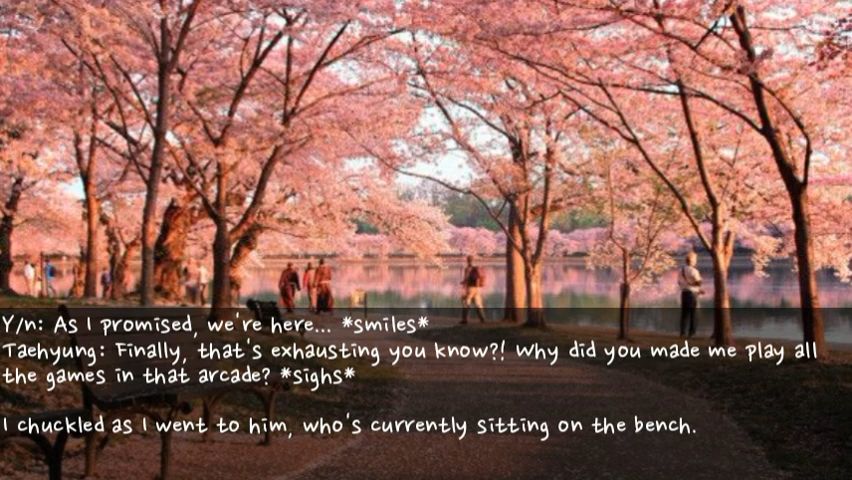 Y/n: As I promised, we're here... *smiles*
Taehyung: Finally, that's exhausting you know?! Why did you made me play all
the games in that arcade? *sighs*
I chuckled as I went to him, who's currently sitting on the bench.